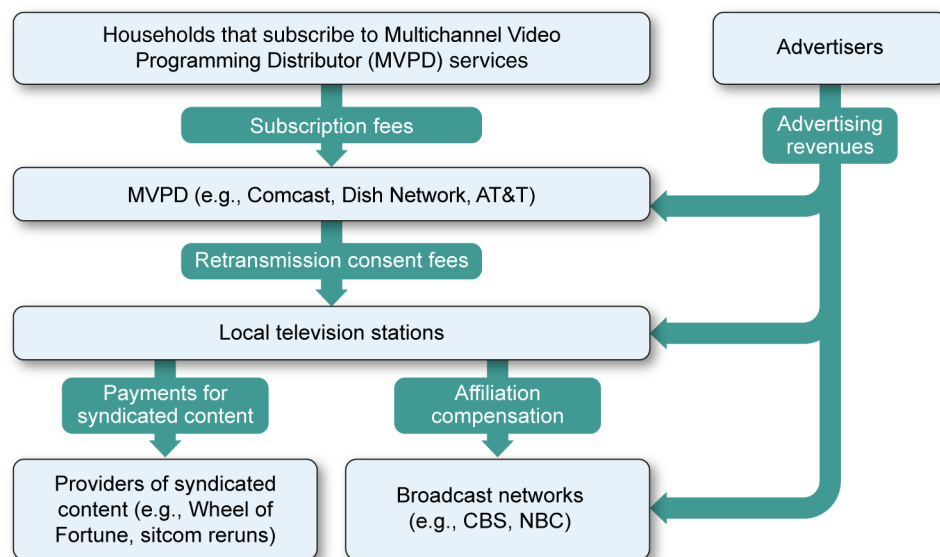 Households that subscribe to Multichannel Video
Programming Distributor (MVPD) services
Advertisers
Subscription fees
Advertising
revenues
MVPD (e.g., Comcast, Dish Network, AT&T)
Retransmission consent fees
Local television stations
Payments for
syndicated content
Affiliation
compensation
Providers of syndicated
content (e.g., Wheel of
Fortune, sitcom reruns)
Broadcast networks
(e.g., CBS, NBC)